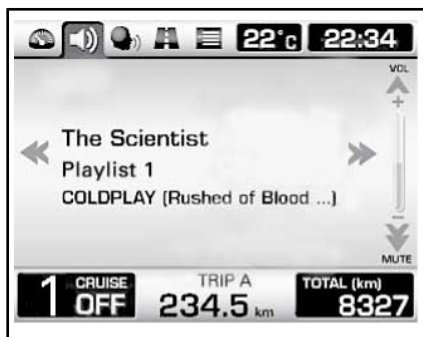 22°C 22:34
VOL
+
The Scientist
Playlist 1
COLDPLAY (Rushed of Blood ...)
-
MUTE
1 CRUISE OFF
TRIP A
234.5 km
TOTAL (km)
8327